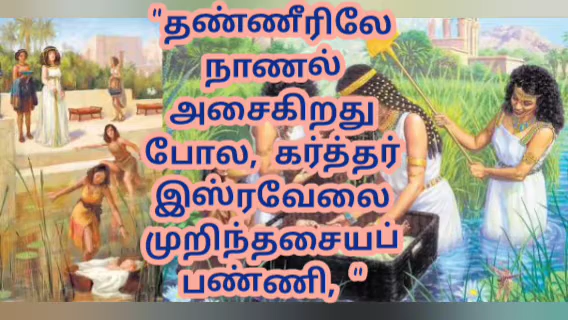 "தண்ணீரிலே
நாணல்
அசைகிறது
போல, கர்த்தர்
இஸ்ரவேலை
முறிந்தசையப்
பண்ணி, "